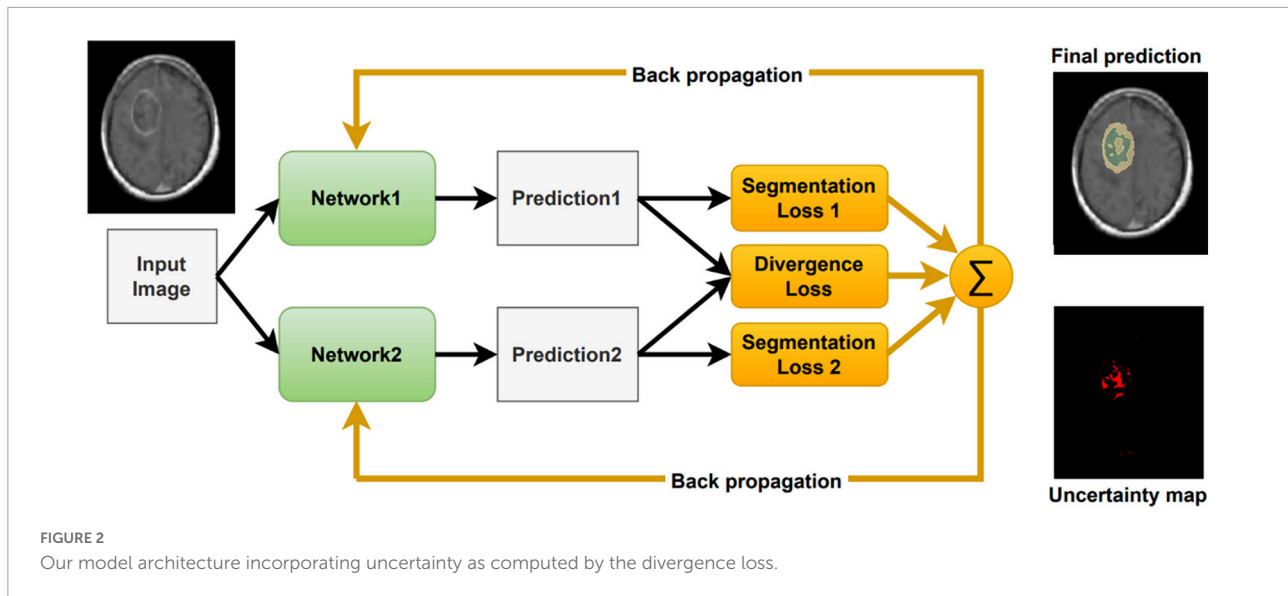 Back propagation
Final prediction
Input
Image
Network1
Prediction1
Segmentation
Loss 1
Divergence
Loss
Σ
Network2
Prediction2
Segmentation
Loss 2
Back propagation
Uncertainty map
FIGURE 2
Our model architecture incorporating uncertainty as computed by the divergence loss.